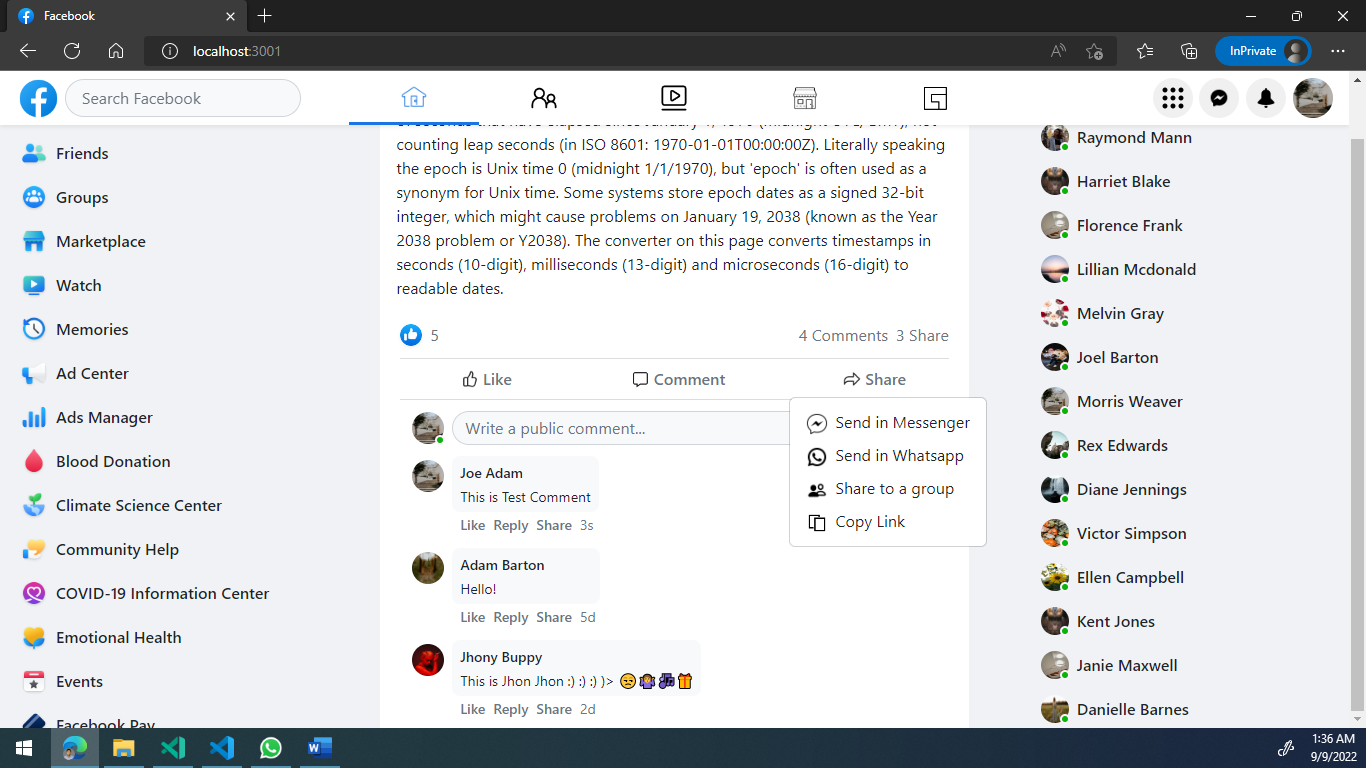 Facebook
localhost:3001
InPrivate
Search Facebook
Friends
Groups
Marketplace
Watch
Memories
Ad Center
Ads Manager
Blood Donation
Climate Science Center
Community Help
COVID-19 Information Center
Emotional Health
Events
Facebook Pay
counting leap seconds (in ISO 8601: 1970-01-01T00:00:00Z). Literally speaking
the epoch is Unix time 0 (midnight 1/1/1970), but 'epoch' is often used as a
synonym for Unix time. Some systems store epoch dates as a signed 32-bit
integer, which might cause problems on January 19, 2038 (known as the Year
2038 problem or Y2038). The converter on this page converts timestamps in
seconds (10-digit), milliseconds (13-digit) and microseconds (16-digit) to
readable dates.
5
4 Comments 3 Share
Like
Comment
Share
Write a public comment...
Send in Messenger
Send in Whatsapp
Share to a group
Copy Link
Joe Adam
This is Test Comment
Like Reply Share 3s
Adam Barton
Hello!
Like Reply Share 5d
Jhony Buppy
This is Jhon Jhon :) :) :) )> 😒🤷‍♀️🎁
Like Reply Share 2d
Raymond Mann
Harriet Blake
Florence Frank
Lillian Mcdonald
Melvin Gray
Joel Barton
Morris Weaver
Rex Edwards
Diane Jennings
Victor Simpson
Ellen Campbell
Kent Jones
Janie Maxwell
Danielle Barnes
1:36 AM
9/9/2022